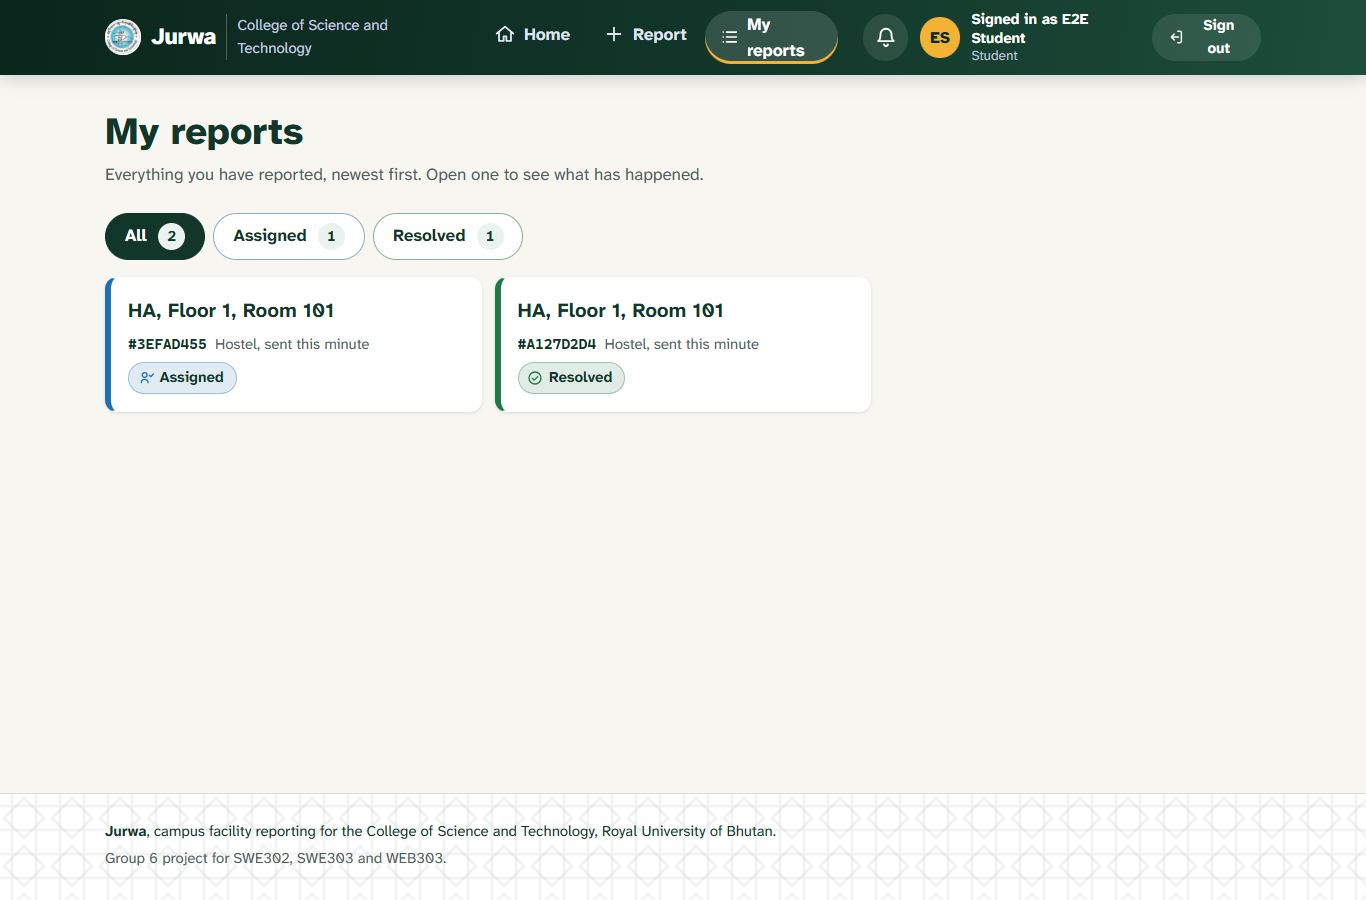 Jurwa
College of Science and
Technology
Home
Report
My
reports
ES
Signed in as E2E
Student
Student
Sign
out
My reports
Everything you have reported, newest first. Open one to see what has happened.
All 2
Assigned 1
Resolved 1
HA, Floor 1, Room 101
#3EFAD455 Hostel, sent this minute
Assigned
HA, Floor 1, Room 101
#A127D2D4 Hostel, sent this minute
Resolved
Jurwa, campus facility reporting for the College of Science and Technology, Royal University of Bhutan.
Group 6 project for SWE302, SWE303 and WEB303.